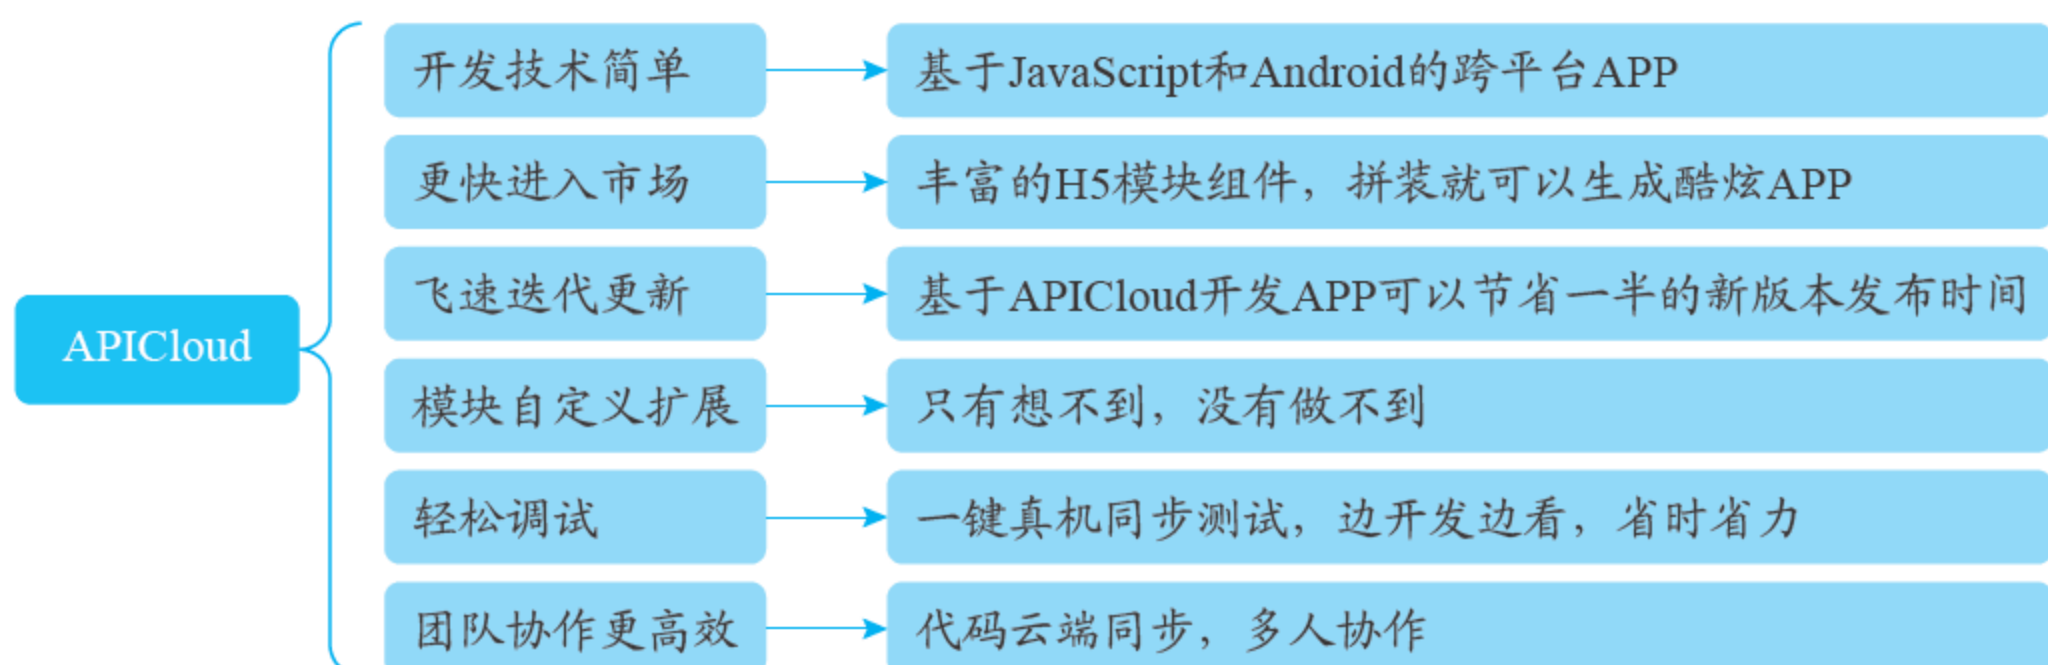 APICloud
开发技术简单
基于JavaScript和Android的跨平台APP
更快进入市场
丰富的H5模块组件，拼装就可以生成酷炫APP
飞速迭代更新
基于APICloud开发APP可以节省一半的新版本发布时间
模块自定义扩展
只有想不到，没有做不到
轻松调试
一键真机同步测试，边开发边看，省时省力
团队协作更高效
代码云端同步，多人协作